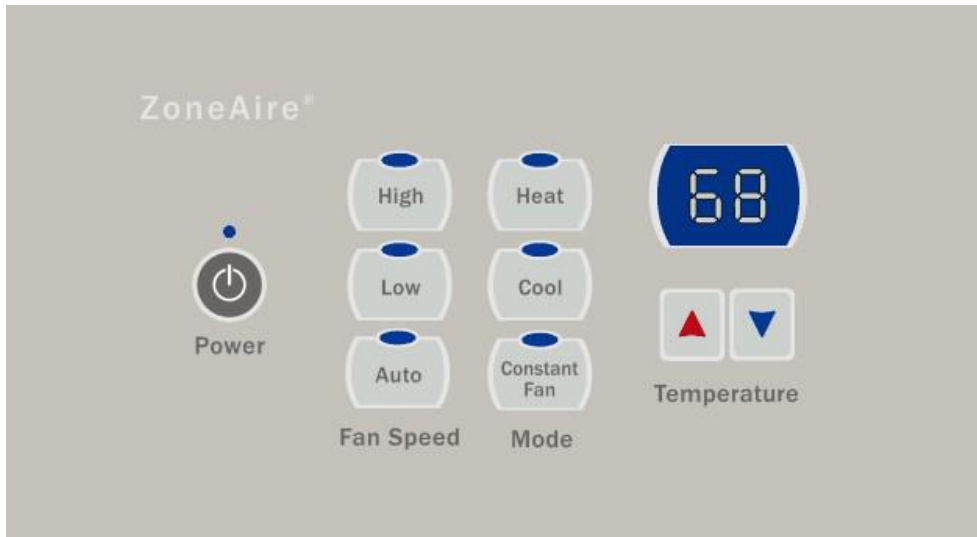 ZoneAire®
High
Heat
68
Low
Cool
Power
Auto
Constant
Fan
Temperature
Fan Speed
Mode